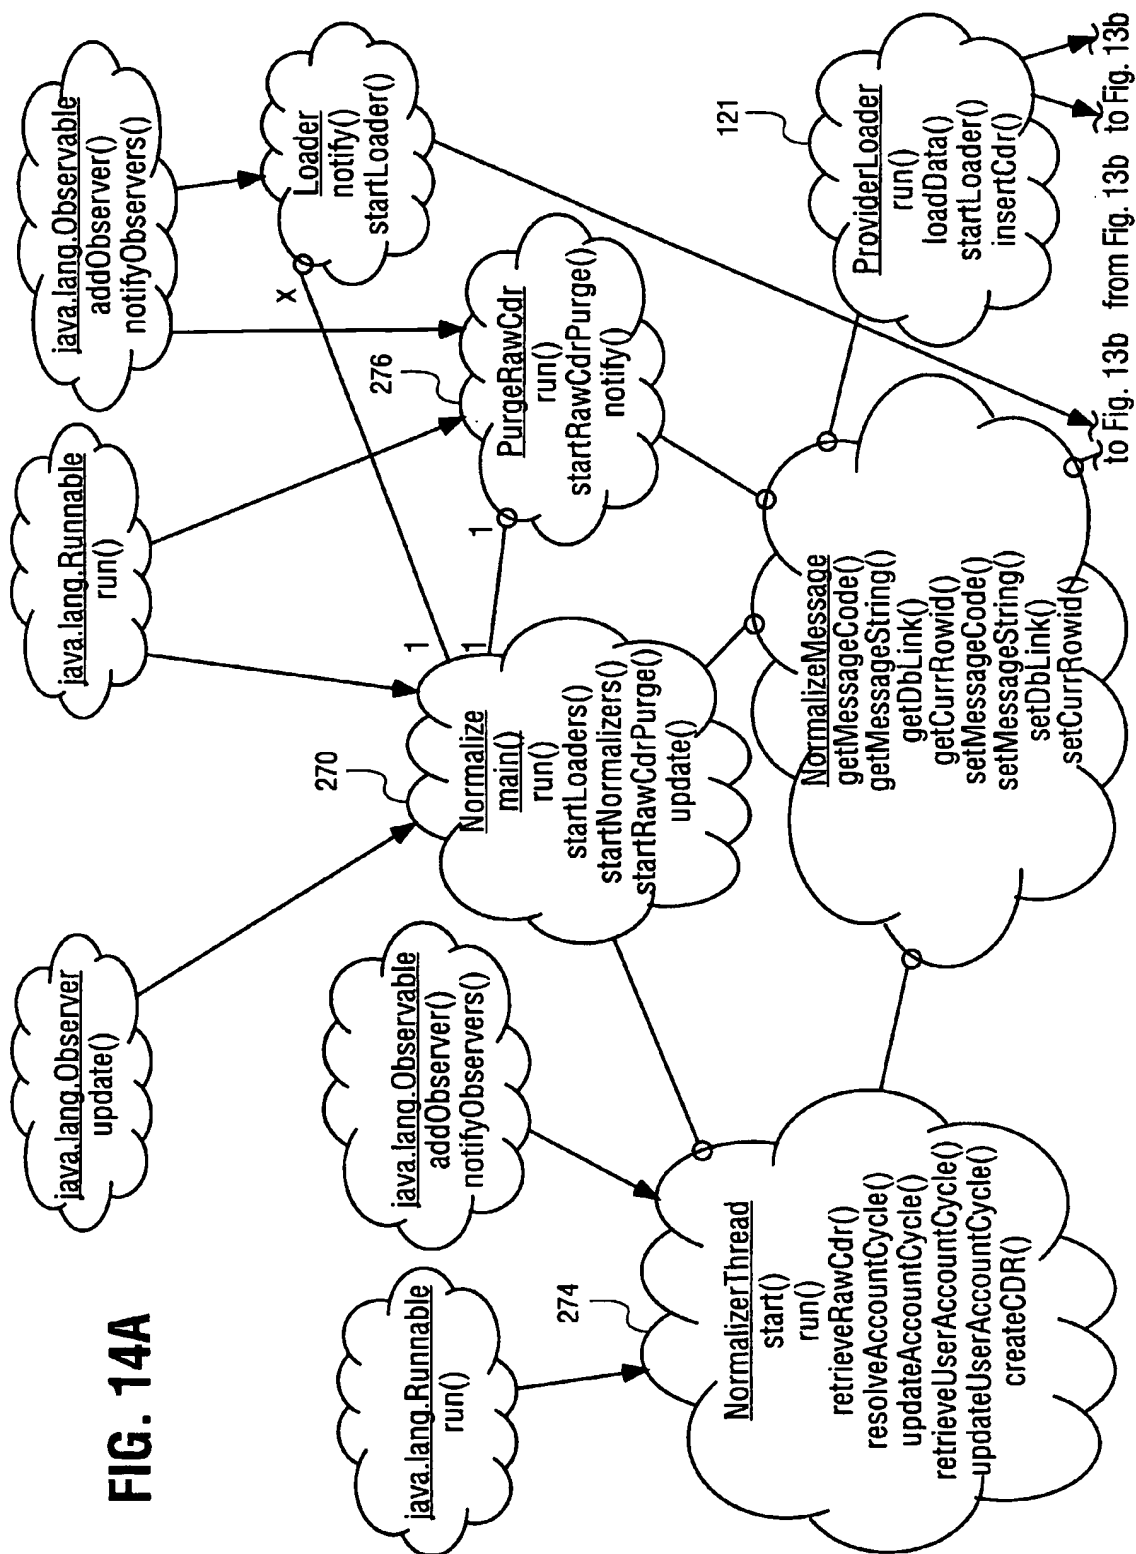 FIG. 14A
java.lang.Runnable
run()
java.lang.Observer
update()
java.lang.Runnable
run()
java.lang.Observable
addObserver()
notifyObservers()
java.lang.Observable
addObserver()
notifyObservers()
Loader
notify()
startLoader()
x
1
1
1
270
Normalize
main()
run()
startLoaders()
startNormalizers()
startRawCdrPurge()
update()
276
PurgeRawCdr
run()
startRawCdrPurge()
notify()
274
NormalizerThread
start()
run()
retrieveRawCdr()
resolveAccountCycle()
updateAccountCycle()
retrieveUserAccountCycle()
updateUserAccountCycle()
createCDR()
NormalizeMessage
getMessageCode()
getMessageString()
getDbLink()
getCurrRowid()
setMessageCode()
setMessageString()
setDbLink()
setCurrRowid()
121
ProviderLoader
run()
loadData()
startLoader()
insertCdr()
to Fig. 13b
from Fig. 13b
to Fig. 13b
to Fig. 13b